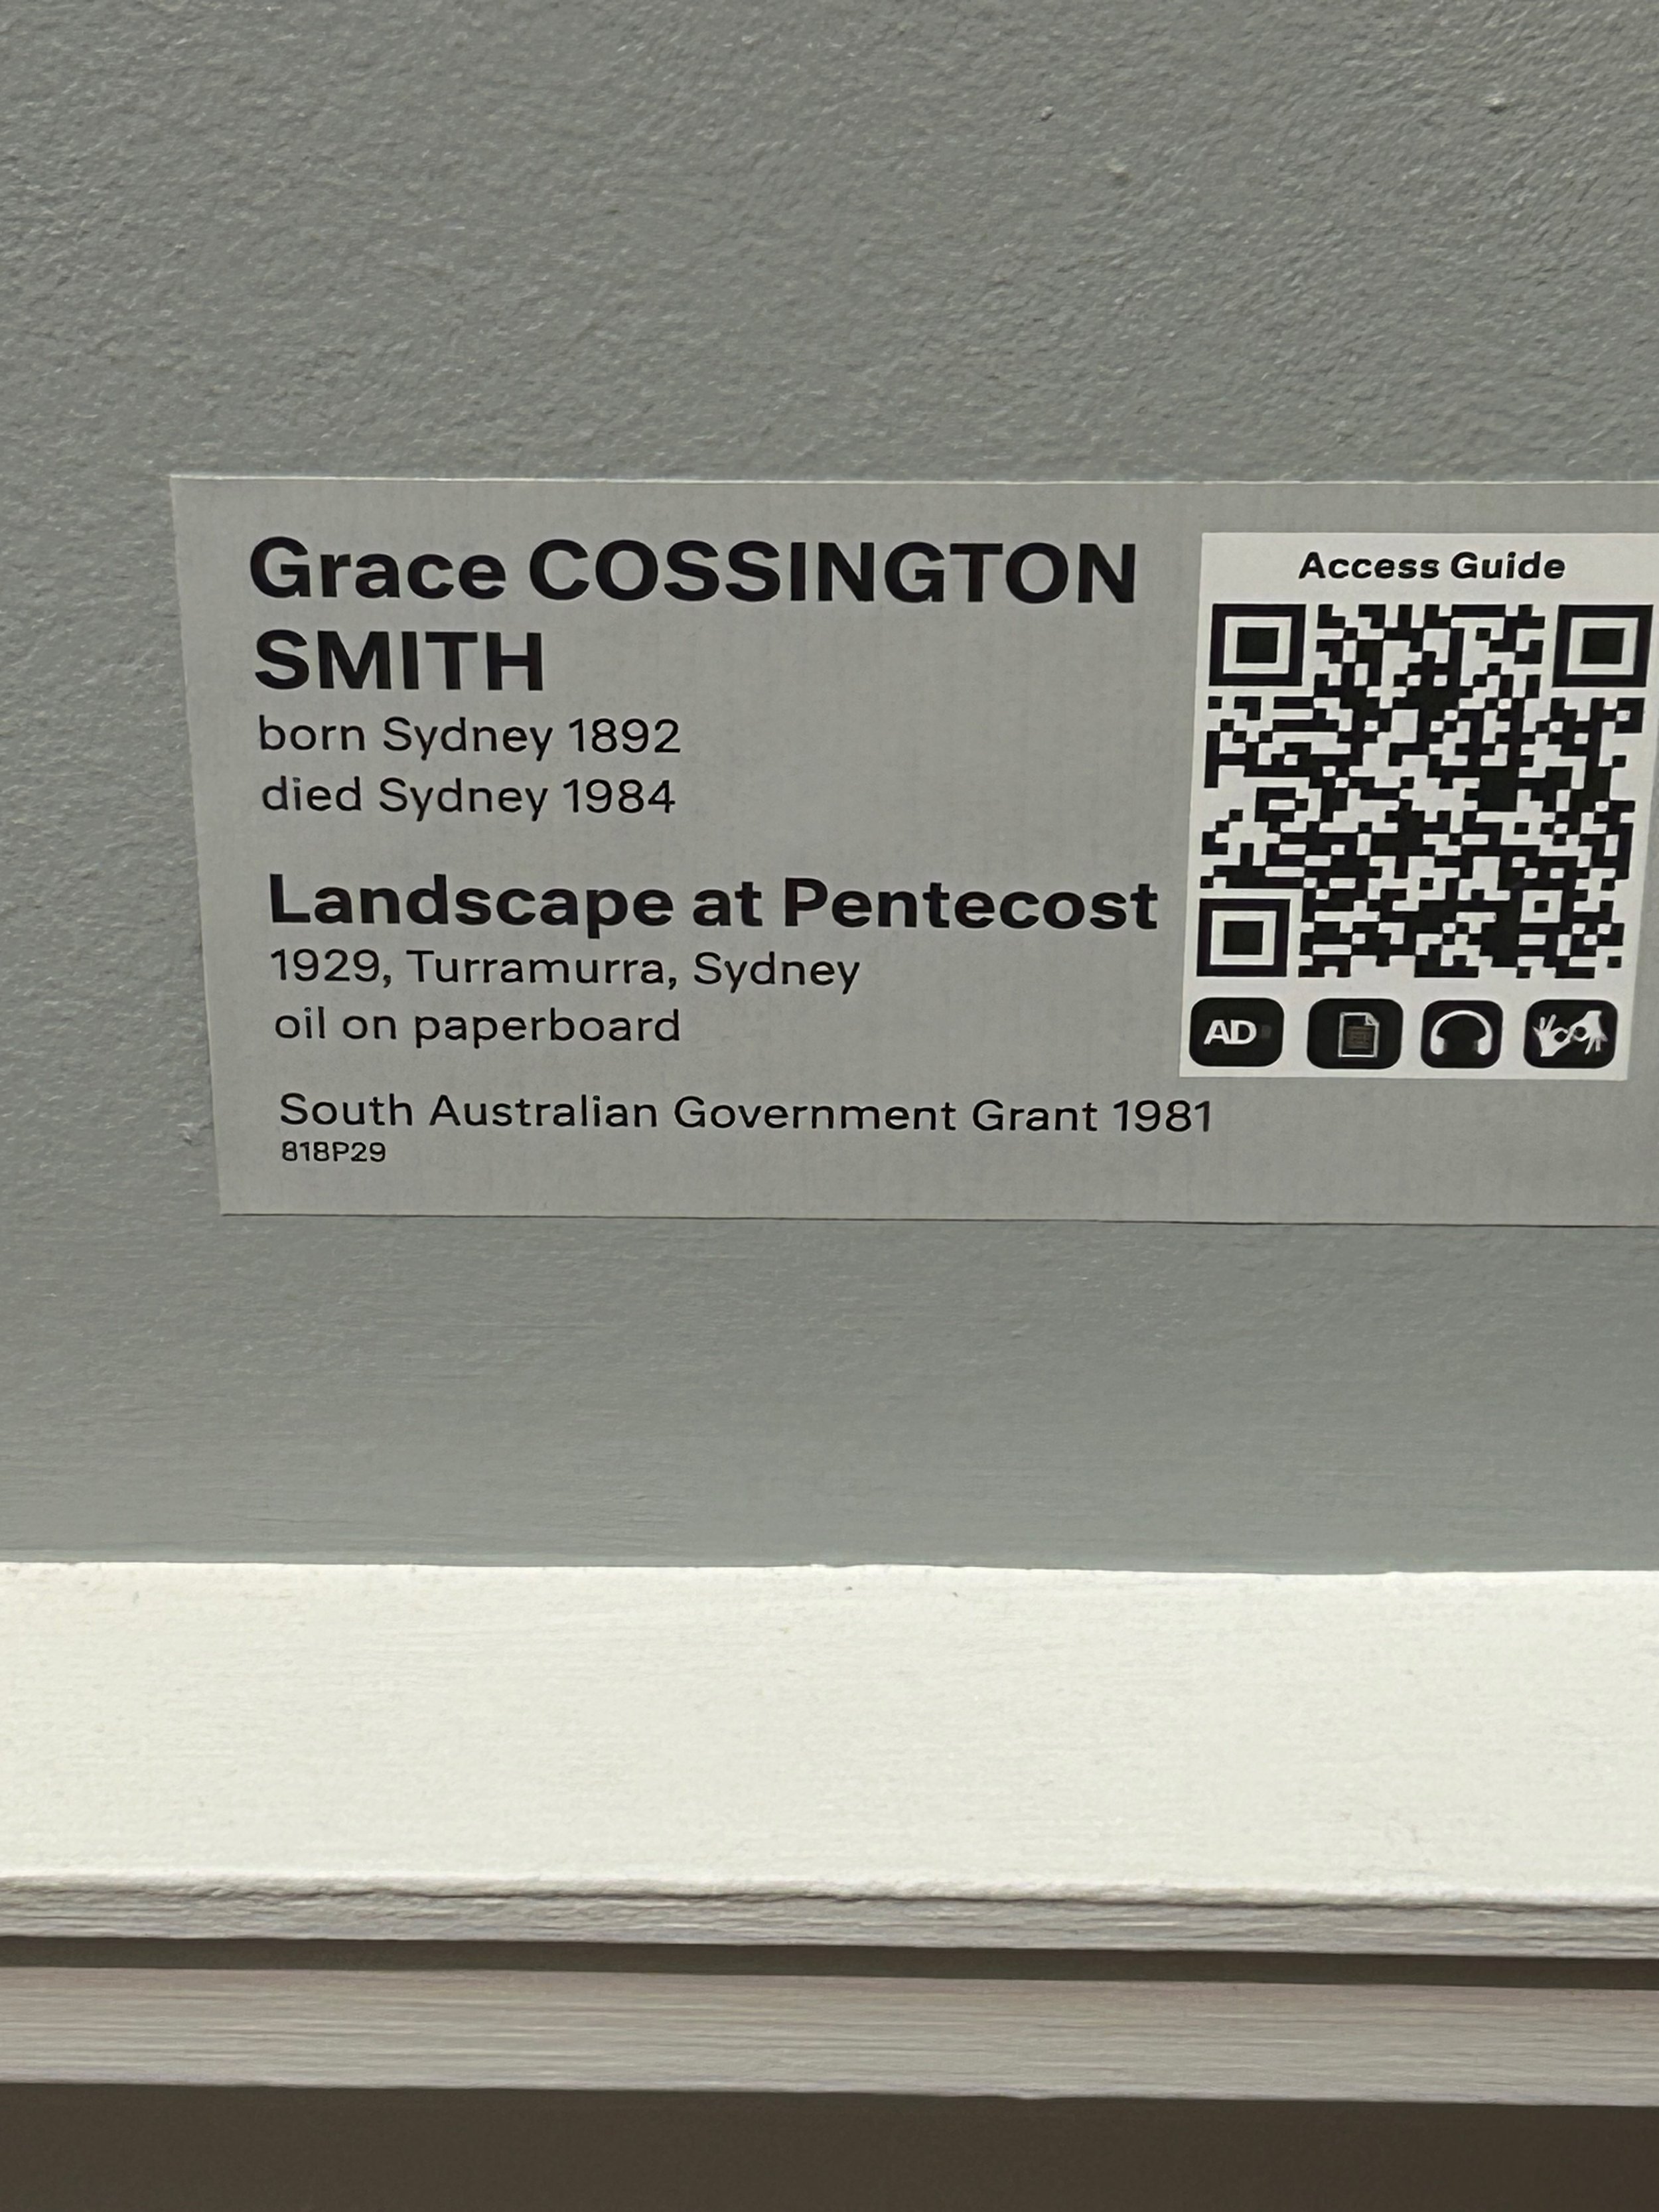 Grace COSSINGTON
SMITH
born Sydney 1892
died Sydney 1984
Landscape at Pentecost
1929, Turramurra, Sydney
oil on paperboard
South Australian Government Grant 1981
818P29
Access Guide
AD